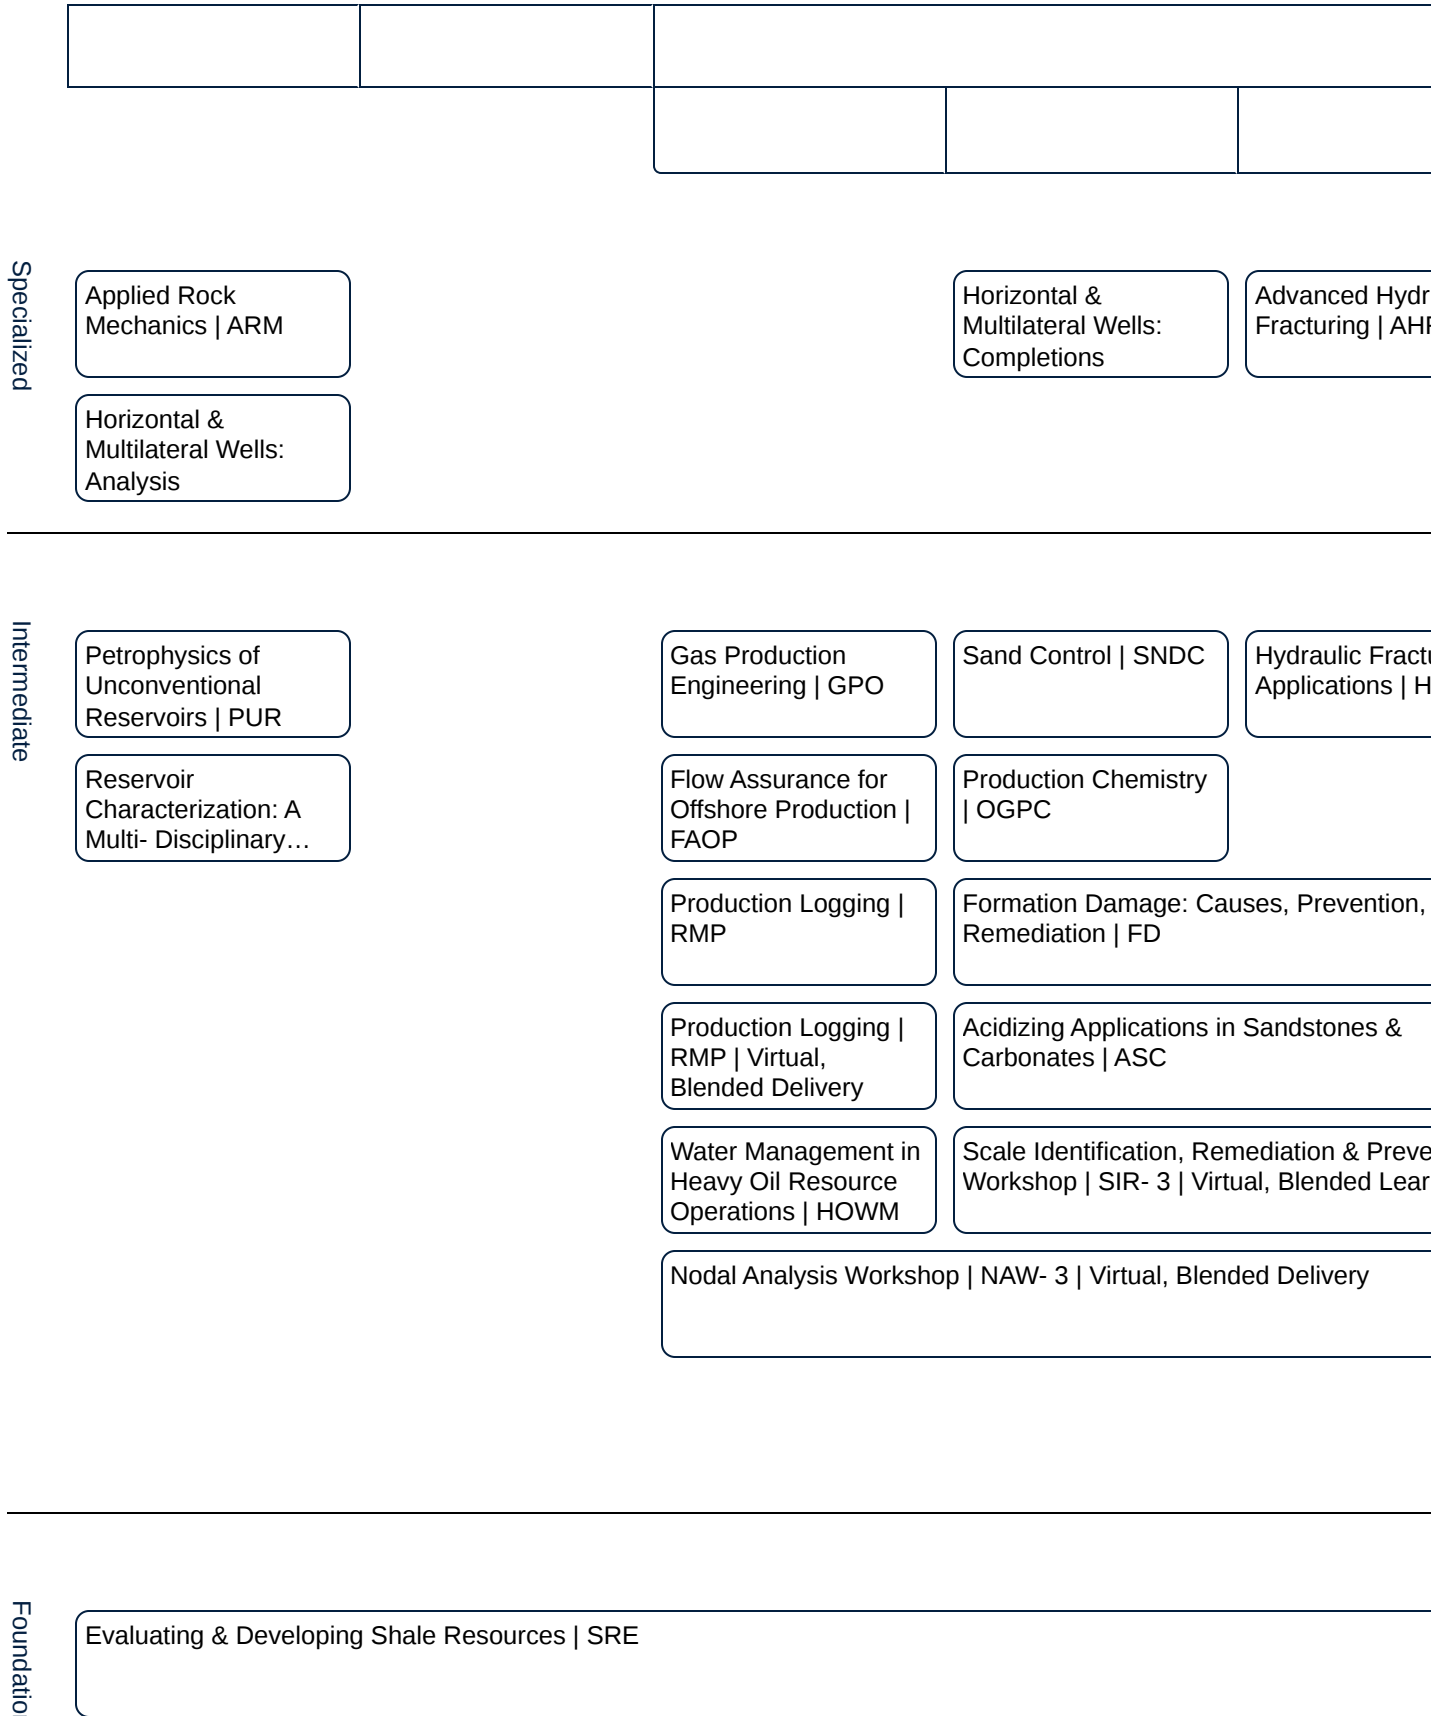 Specialized
Applied Rock
Mechanics | ARM
Horizontal &
Multilateral Wells:
Completions
Advanced Hydr
Fracturing | AHF
Horizontal &
Multilateral Wells:
Analysis
Intermediate
Petrophysics of
Unconventional
Reservoirs | PUR
Gas Production
Engineering | GPO
Sand Control | SNDC
Hydraulic Fractu
Applications | H
Reservoir
Characterization: A
Multi- Disciplinary…
Flow Assurance for
Offshore Production |
FAOP
Production Chemistry
| OGPC
Production Logging |
RMP
Formation Damage: Causes, Prevention,
Remediation | FD
Production Logging |
RMP | Virtual,
Blended Delivery
Acidizing Applications in Sandstones &
Carbonates | ASC
Water Management in
Heavy Oil Resource
Operations | HOWM
Scale Identification, Remediation & Preve
Workshop | SIR- 3 | Virtual, Blended Lear
Nodal Analysis Workshop | NAW- 3 | Virtual, Blended Delivery
Foundatio
Evaluating & Developing Shale Resources | SRE